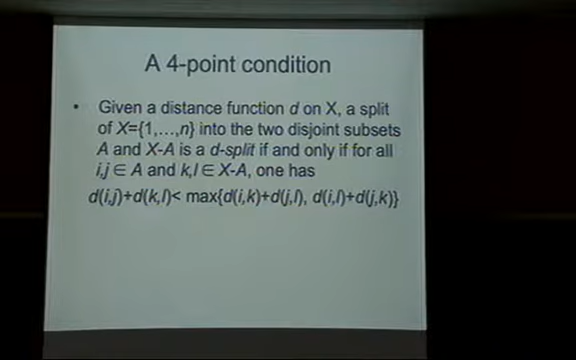 A 4-point condition
• Given a distance function d on X, a split
of X={1,…,n} into the two disjoint subsets
A and X-A is a d-split if and only if for all
i,j ∈ A and k,l ∈ X-A, one has
d(i,j)+d(k,l)< max{d(i,k)+d(j,l), d(i,l)+d(j,k)}